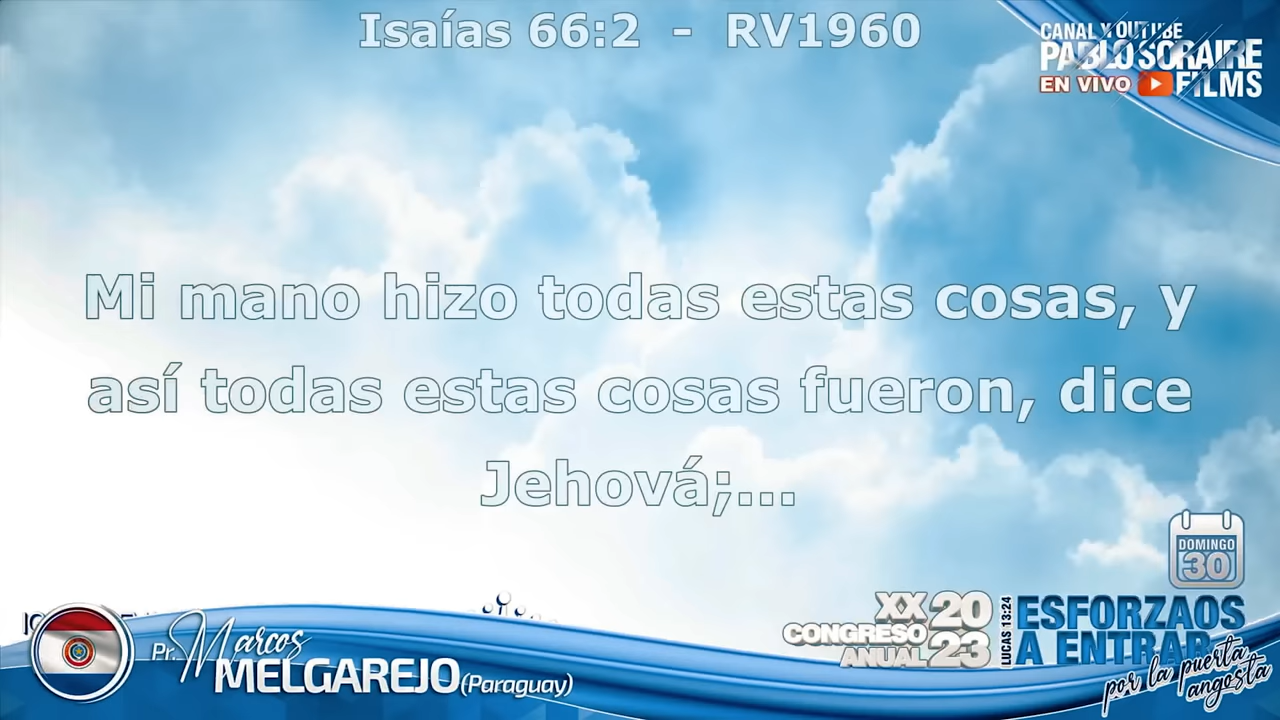 Isaías 66:2 - RV1960
CANAL YOUTUBE
PABLO SORAIRE
EN VIVO FILMS
Mi mano hizo todas estas cosas, y
así todas estas cosas fueron, dice
Jehová;...
DOMINGO
30
Pr. Marcos
MELGAREJO (Paraguay)
XX 2023
CONGRESO
ANUAL
LUCAS 13:24
ESFORZAOS
A ENTRAR
por la puerta
angosta